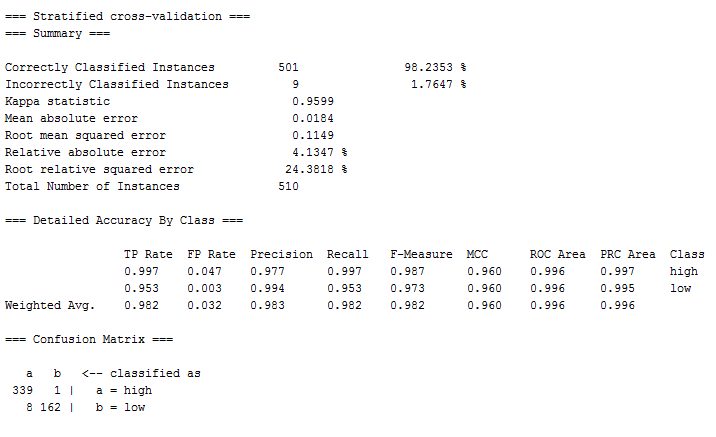 === Stratified cross-validation ===
=== Summary ===
Correctly Classified Instances 501 98.2353 %
Incorrectly Classified Instances 9 1.7647 %
Kappa statistic 0.9599
Mean absolute error 0.0184
Root mean squared error 0.1149
Relative absolute error 4.1347 %
Root relative squared error 24.3818 %
Total Number of Instances 510
=== Detailed Accuracy By Class ===
TP Rate FP Rate Precision Recall F-Measure MCC ROC Area PRC Area Class
0.997 0.047 0.977 0.997 0.987 0.960 0.996 0.997 high
0.953 0.003 0.994 0.953 0.973 0.960 0.996 0.995 low
Weighted Avg. 0.982 0.032 0.983 0.982 0.982 0.960 0.996 0.996
=== Confusion Matrix ===
a b <-- classified as
339 1 | a = high
8 162 | b = low